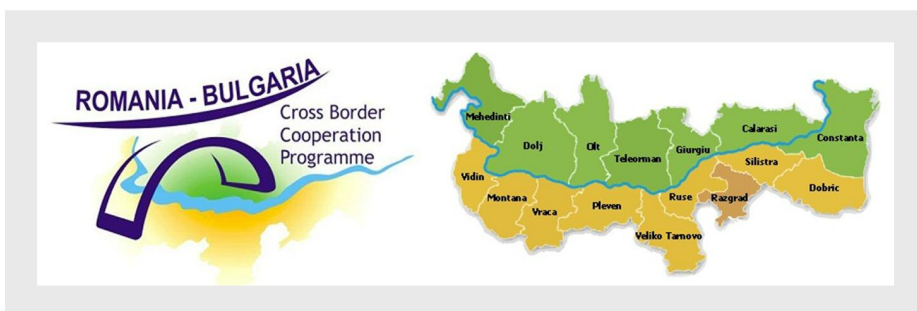 ROMANIA - BULGARIA
Cross Border
Cooperation
Programme
Mehedinti
Dolj
Olt
Teleorman
Giurgiu
Calarasi
Constanta
Vidin
Montana
Vraca
Pleven
Veliko Tarnovo
Ruse
Razgrad
Silistra
Dobric